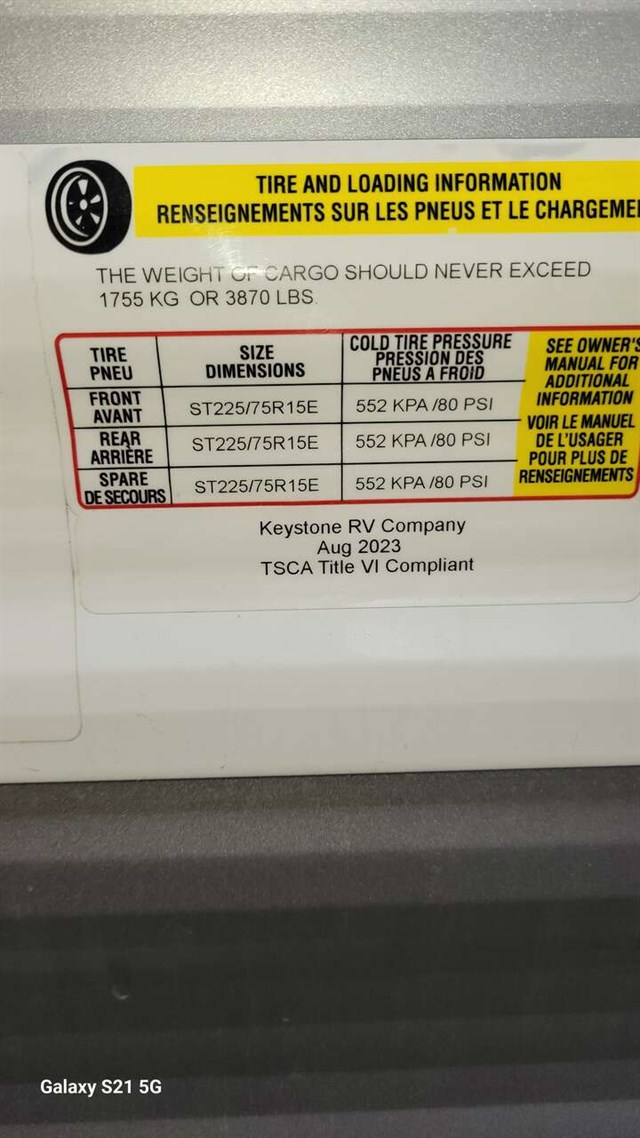 TIRE AND LOADING INFORMATION
RENSEIGNEMENTS SUR LES PNEUS ET LE CHARGEME
THE WEIGHT OF CARGO SHOULD NEVER EXCEED
1755 KG OR 3870 LBS.
TIRE
PNEU
SIZE
DIMENSIONS
COLD TIRE PRESSURE
PRESSION DES
PNEUS A FROID
FRONT
AVANT
ST225/75R15E
552 KPA /80 PSI
REAR
ARRIÈRE
ST225/75R15E
552 KPA /80 PSI
SPARE
DE SECOURS
ST225/75R15E
552 KPA /80 PSI
SEE OWNER'S
MANUAL FOR
ADDITIONAL
INFORMATION
VOIR LE MANUEL
DE L'USAGER
POUR PLUS DE
RENSEIGNEMENTS
Keystone RV Company
Aug 2023
TSCA Title VI Compliant
Galaxy S21 5G